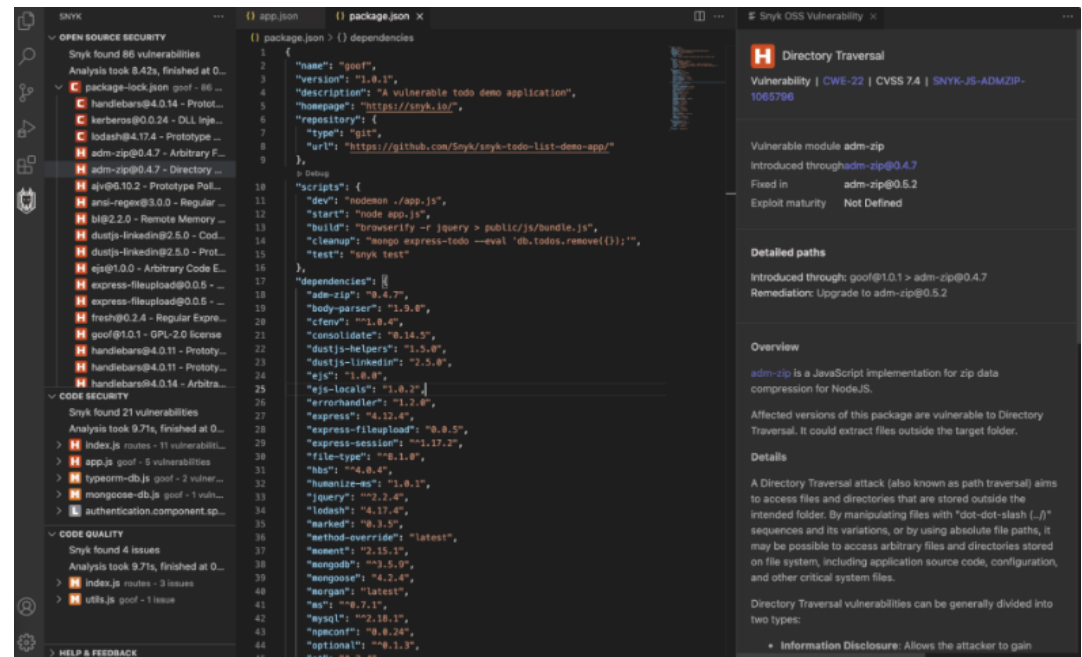 SNYK
OPEN SOURCE SECURITY
Snyk found 86 vulnerabilities
Analysis took 8.42s, finished at 0...
package-lock.json goof - 86 ...
handlebars@4.0.14 - Protot...
kerberos@0.0.24 - DLL Inje...
lodash@4.17.4 - Prototype ...
adm-zip@0.4.7 - Arbitrary F...
adm-zip@0.4.7 - Directory ...
ajv@6.10.2 - Prototype Poll...
ansi-regex@3.0.0 - Regular ...
bl@2.2.0 - Remote Memory ...
dustjs-linkedin@2.5.0 - Cod...
dustjs-linkedin@2.5.0 - Prot...
ejs@1.0.0 - Arbitrary Code E...
express-fileupload@0.0.5 - ...
express-fileupload@0.0.5 - ...
fresh@0.2.4 - Regular Expre...
goof@1.0.1 - GPL-2.0 license
handlebars@4.0.11 - Prototy...
handlebars@4.0.11 - Prototy...
handlebars@4.0.14 - Arbitra...
CODE SECURITY
Snyk found 21 vulnerabilities
Analysis took 9.71s, finished at 0...
index.js routes - 11 vulnerabiliti...
app.js goof - 5 vulnerabilities
typeorm-db.js goof - 2 vulner...
mongoose-db.js goof - 1 vuln...
authentication.component.sp...
CODE QUALITY
Snyk found 4 issues
Analysis took 9.71s, finished at 0...
index.js routes - 3 issues
utils.js goof - 1 issue
HELP & FEEDBACK
{} app.json
{} package.json ×
{} package.json > {} dependencies
1 {
2 "name": "goof",
3 "version": "1.0.1",
4 "description": "A vulnerable todo demo application",
5 "homepage": "https://snyk.io/",
6 "repository": {
7 "type": "git",
8 "url": "https://github.com/Snyk/snyk-todo-list-demo-app/"
9 },
Debug
10 "scripts": {
11 "dev": "nodemon ./app.js",
12 "start": "node app.js",
13 "build": "browserify -r jquery > public/js/bundle.js",
14 "cleanup": "mongo express-todo --eval 'db.todos.remove({});'",
15 "test": "snyk test"
16 },
17 "dependencies": {
18 "adm-zip": "0.4.7",
19 "body-parser": "1.9.0",
20 "cfenv": "^1.0.4",
21 "consolidate": "0.14.5",
22 "dustjs-helpers": "1.5.0",
23 "dustjs-linkedin": "2.5.0",
24 "ejs": "1.0.0",
25 "ejs-locals": "1.0.2",
26 "errorhandler": "1.2.0",
27 "express": "4.12.4",
28 "express-fileupload": "0.0.5",
29 "express-session": "^1.17.2",
30 "file-type": "^8.1.0",
31 "hbs": "^4.0.4",
32 "humanize-ms": "1.0.1",
33 "jquery": "^2.2.4",
34 "lodash": "4.17.4",
35 "marked": "0.3.5",
36 "method-override": "latest",
37 "moment": "2.15.1",
38 "mongodb": "^3.5.9",
39 "mongoose": "4.2.4",
40 "morgan": "latest",
41 "ms": "^0.7.1",
42 "mysql": "^2.18.1",
43 "npmconf": "0.0.24",
44 "optional": "^0.1.3",
Snyk OSS Vulnerability ×
H Directory Traversal
Vulnerability | CWE-22 | CVSS 7.4 | SNYK-JS-ADMZIP-
1065796
Vulnerable module adm-zip
Introduced through adm-zip@0.4.7
Fixed in adm-zip@0.5.2
Exploit maturity Not Defined
Detailed paths
Introduced through: goof@1.0.1 > adm-zip@0.4.7
Remediation: Upgrade to adm-zip@0.5.2
Overview
adm-zip is a JavaScript implementation for zip data
compression for NodeJS.
Affected versions of this package are vulnerable to Directory
Traversal. It could extract files outside the target folder.
Details
A Directory Traversal attack (also known as path traversal) aims
to access files and directories that are stored outside the
intended folder. By manipulating files with "dot-dot-slash (../)"
sequences and its variations, or by using absolute file paths, it
may be possible to access arbitrary files and directories stored
on file system, including application source code, configuration,
and other critical system files.
Directory Traversal vulnerabilities can be generally divided into
two types:
• Information Disclosure: Allows the attacker to gain